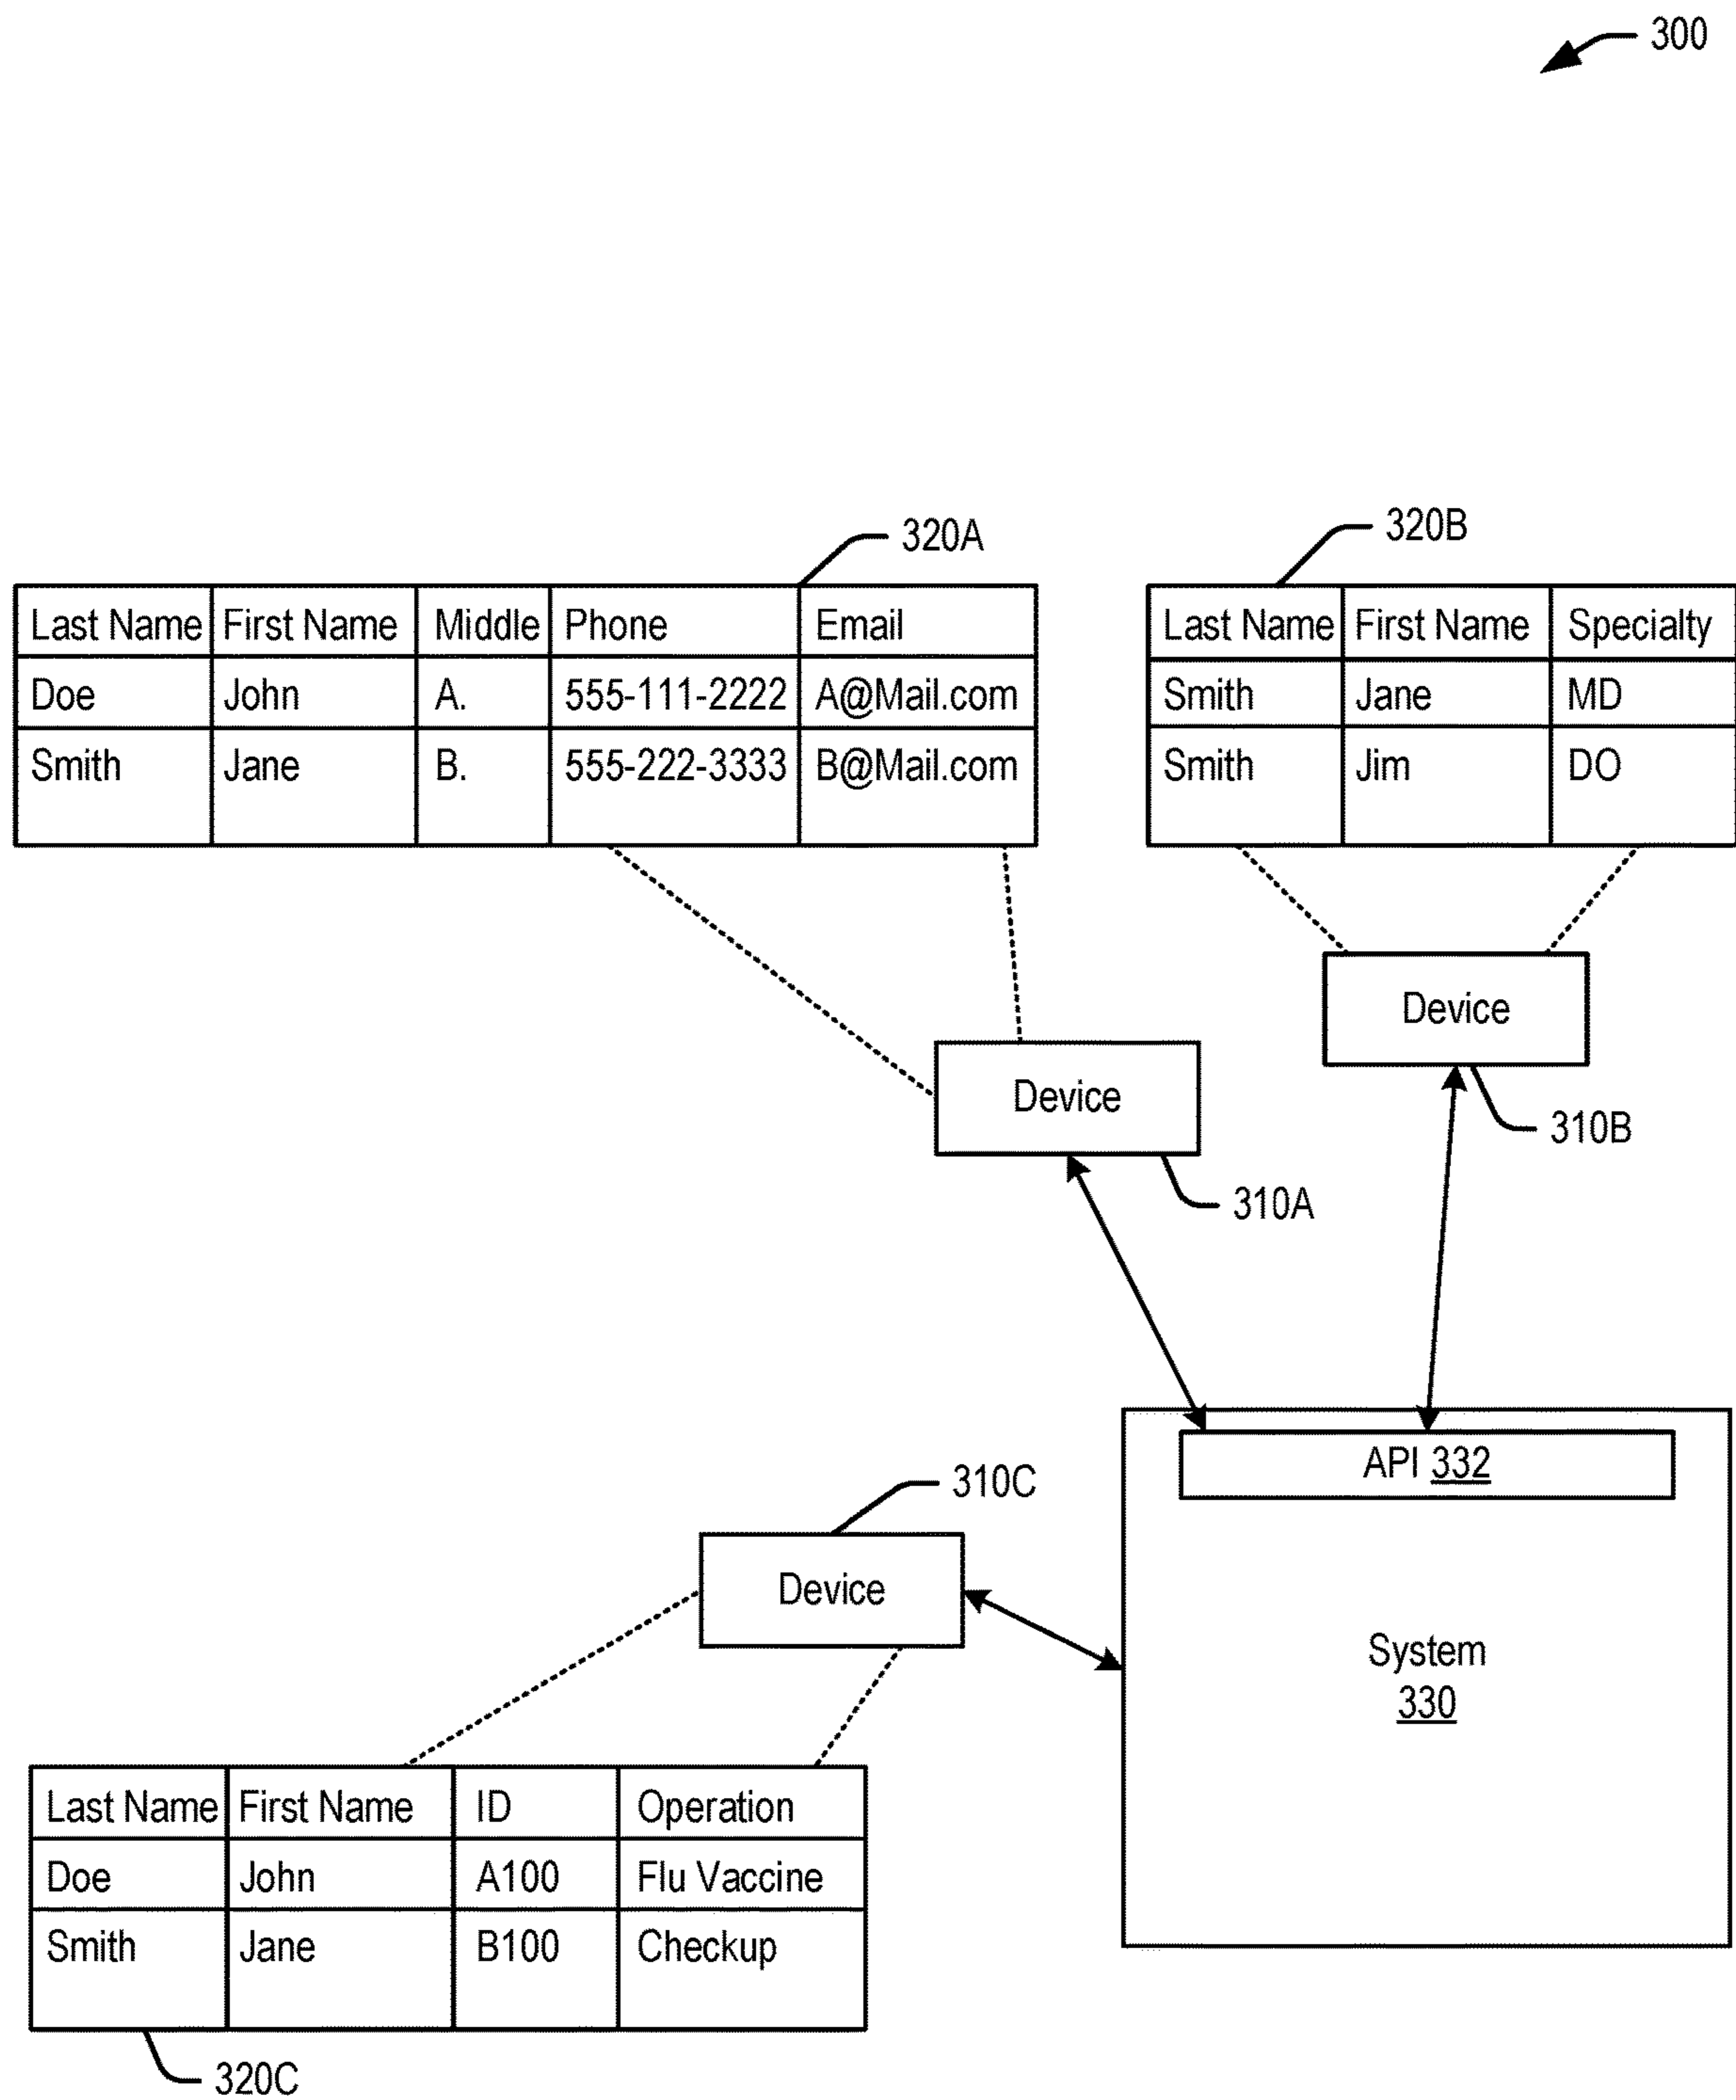 300
320A
320B
Last Name First Name Middle Phone Email
Doe John A. 555-111-2222 A@Mail.com
Smith Jane B. 555-222-3333 B@Mail.com
Last Name First Name Specialty
Smith Jane MD
Smith Jim DO
Device
310B
Device
310A
API 332
System
330
310C
Device
Last Name First Name ID Operation
Doe John A100 Flu Vaccine
Smith Jane B100 Checkup
320C